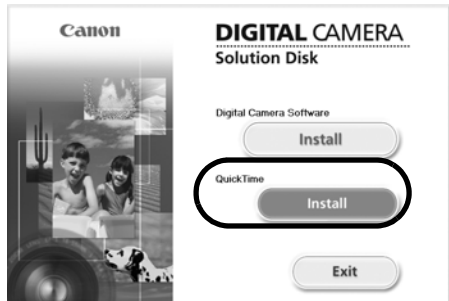 Canon
DIGITAL CAMERA
Solution Disk
Digital Camera Software
Install
QuickTime
Install
Exit